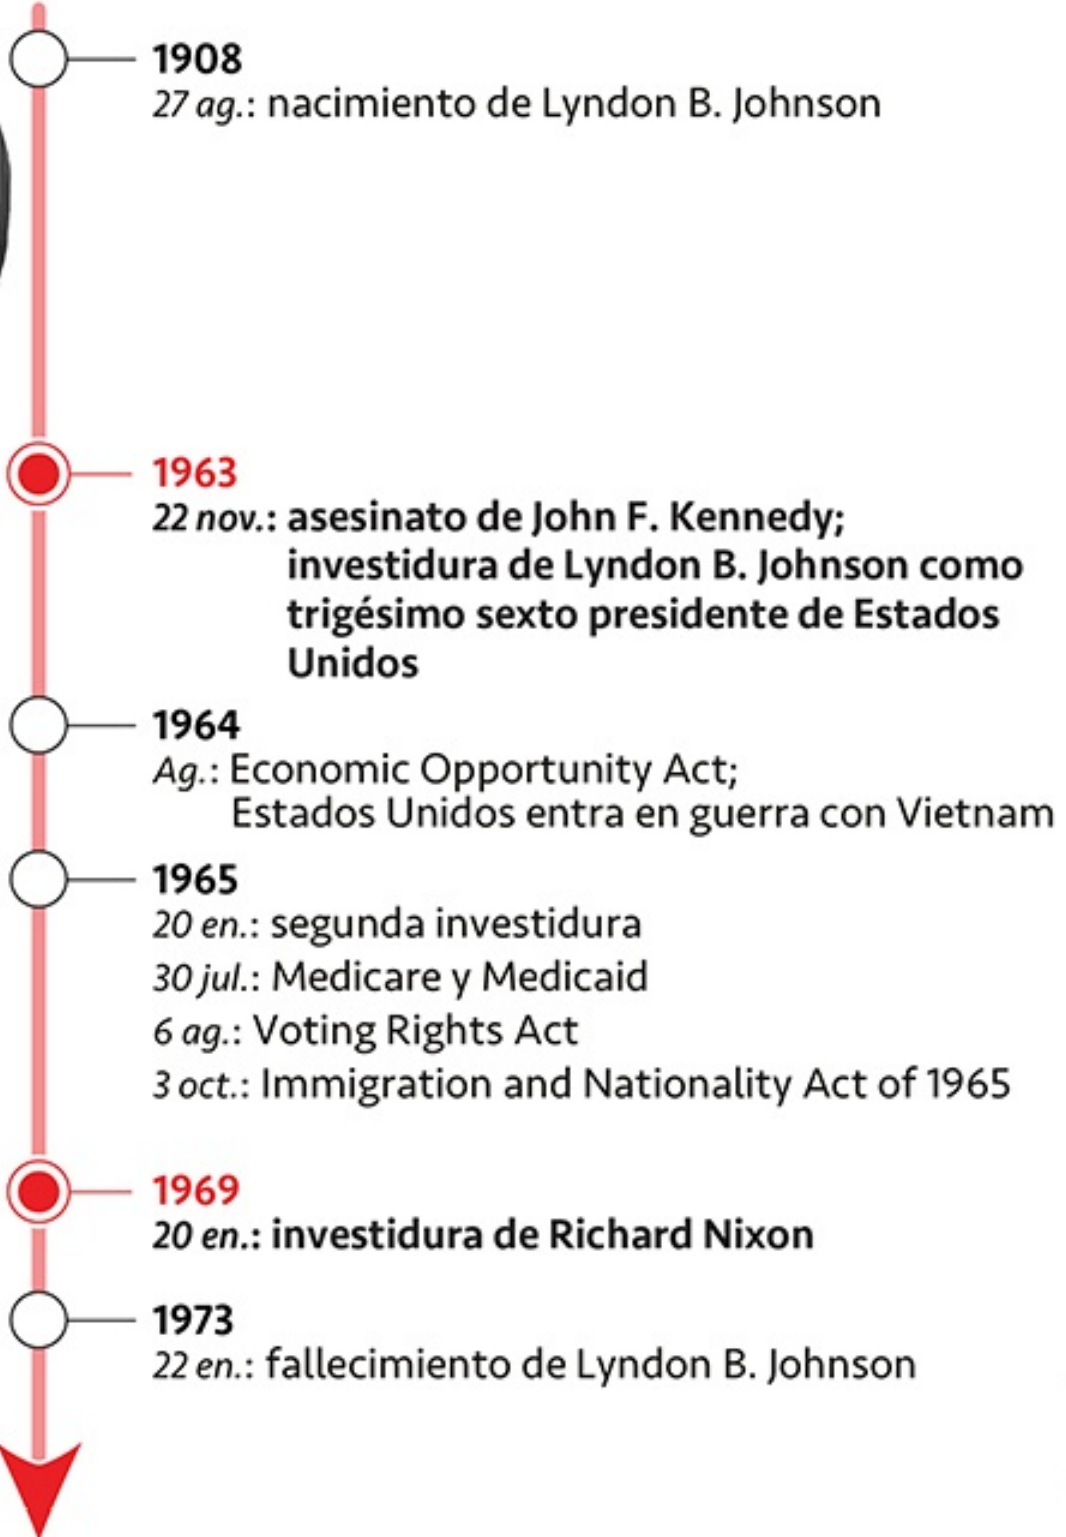 1908
27 ag.: nacimiento de Lyndon B. Johnson
1963
22 nov.: asesinato de John F. Kennedy;
investidura de Lyndon B. Johnson como
trigésimo sexto presidente de Estados
Unidos
1964
Ag.: Economic Opportunity Act;
Estados Unidos entra en guerra con Vietnam
1965
20 en.: segunda investidura
30 jul.: Medicare y Medicaid
6 ag.: Voting Rights Act
3 oct.: Immigration and Nationality Act of 1965
1969
20 en.: investidura de Richard Nixon
1973
22 en.: fallecimiento de Lyndon B. Johnson